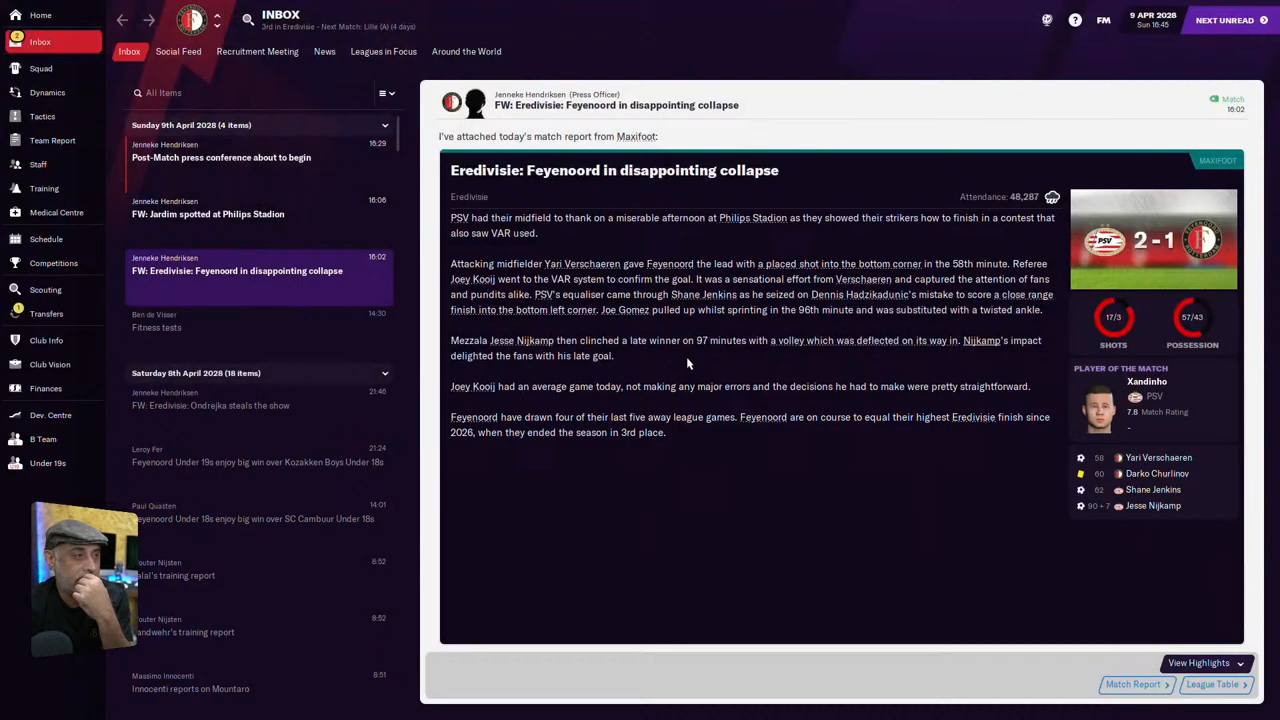 Home
INBOX
3rd in Eredivisie - Next Match: Lille (A) (4 days)
FM
9 APR 2028
Sun 16:45
NEXT UNREAD
2
Inbox
Squad
Dynamics
Tactics
Team Report
Staff
Training
Medical Centre
Schedule
Competitions
Scouting
1
Transfers
Club Info
Club Vision
Finances
Dev. Centre
B Team
Under 19s
Inbox
Social Feed
Recruitment Meeting
News
Leagues in Focus
Around the World
All Items
Sunday 9th April 2028 (4 items)
Jenneke Hendriksen
16:29
Post-Match press conference about to begin
Jenneke Hendriksen
16:06
FW: Jardim spotted at Philips Stadion
Jenneke Hendriksen
16:02
FW: Eredivisie: Feyenoord in disappointing collapse
Ben de Visser
14:30
Fitness tests
Saturday 8th April 2028 (18 items)
Jenneke Hendriksen
21:46
FW: Eredivisie: Ondrejka steals the show
Leroy Fer
21:24
Feyenoord Under 19s enjoy big win over Kozakken Boys Under 18s
Paul Quasten
14:01
eyenoord Under 18s enjoy big win over SC Cambuur Under 18s
outer Nijsten
8:52
alal's training report
outer Nijsten
8:52
andwehr's training report
Massimo Innocenti
8:51
Innocenti reports on Mountaro
Jenneke Hendriksen (Press Officer)
FW: Eredivisie: Feyenoord in disappointing collapse
Match
16:02
I've attached today's match report from Maxifoot:
Eredivisie: Feyenoord in disappointing collapse
MAXIFOOT
Eredivisie
Attendance: 48,287
PSV had their midfield to thank on a miserable afternoon at Philips Stadion as they showed their strikers how to finish in a contest that
also saw VAR used.
Attacking midfielder Yari Verschaeren gave Feyenoord the lead with a placed shot into the bottom corner in the 58th minute. Referee
Joey Kooij went to the VAR system to confirm the goal. It was a sensational effort from Verschaeren and captured the attention of fans
and pundits alike. PSV's equaliser came through Shane Jenkins as he seized on Dennis Hadzikadunic's mistake to score a close range
finish into the bottom left corner. Joe Gomez pulled up whilst sprinting in the 96th minute and was substituted with a twisted ankle.
Mezzala Jesse Nijkamp then clinched a late winner on 97 minutes with a volley which was deflected on its way in. Nijkamp's impact
delighted the fans with his late goal.
Joey Kooij had an average game today, not making any major errors and the decisions he had to make were pretty straightforward.
Feyenoord have drawn four of their last five away league games. Feyenoord are on course to equal their highest Eredivisie finish since
2026, when they ended the season in 3rd place.
PSV
2 - 1
17/3
SHOTS
57/43
POSSESSION
PLAYER OF THE MATCH
Xandinho
PSV
7.8 Match Rating
-
58 Yari Verschaeren
60 Darko Churlinov
62 Shane Jenkins
90 + 7 Jesse Nijkamp
View Highlights
Match Report
League Table